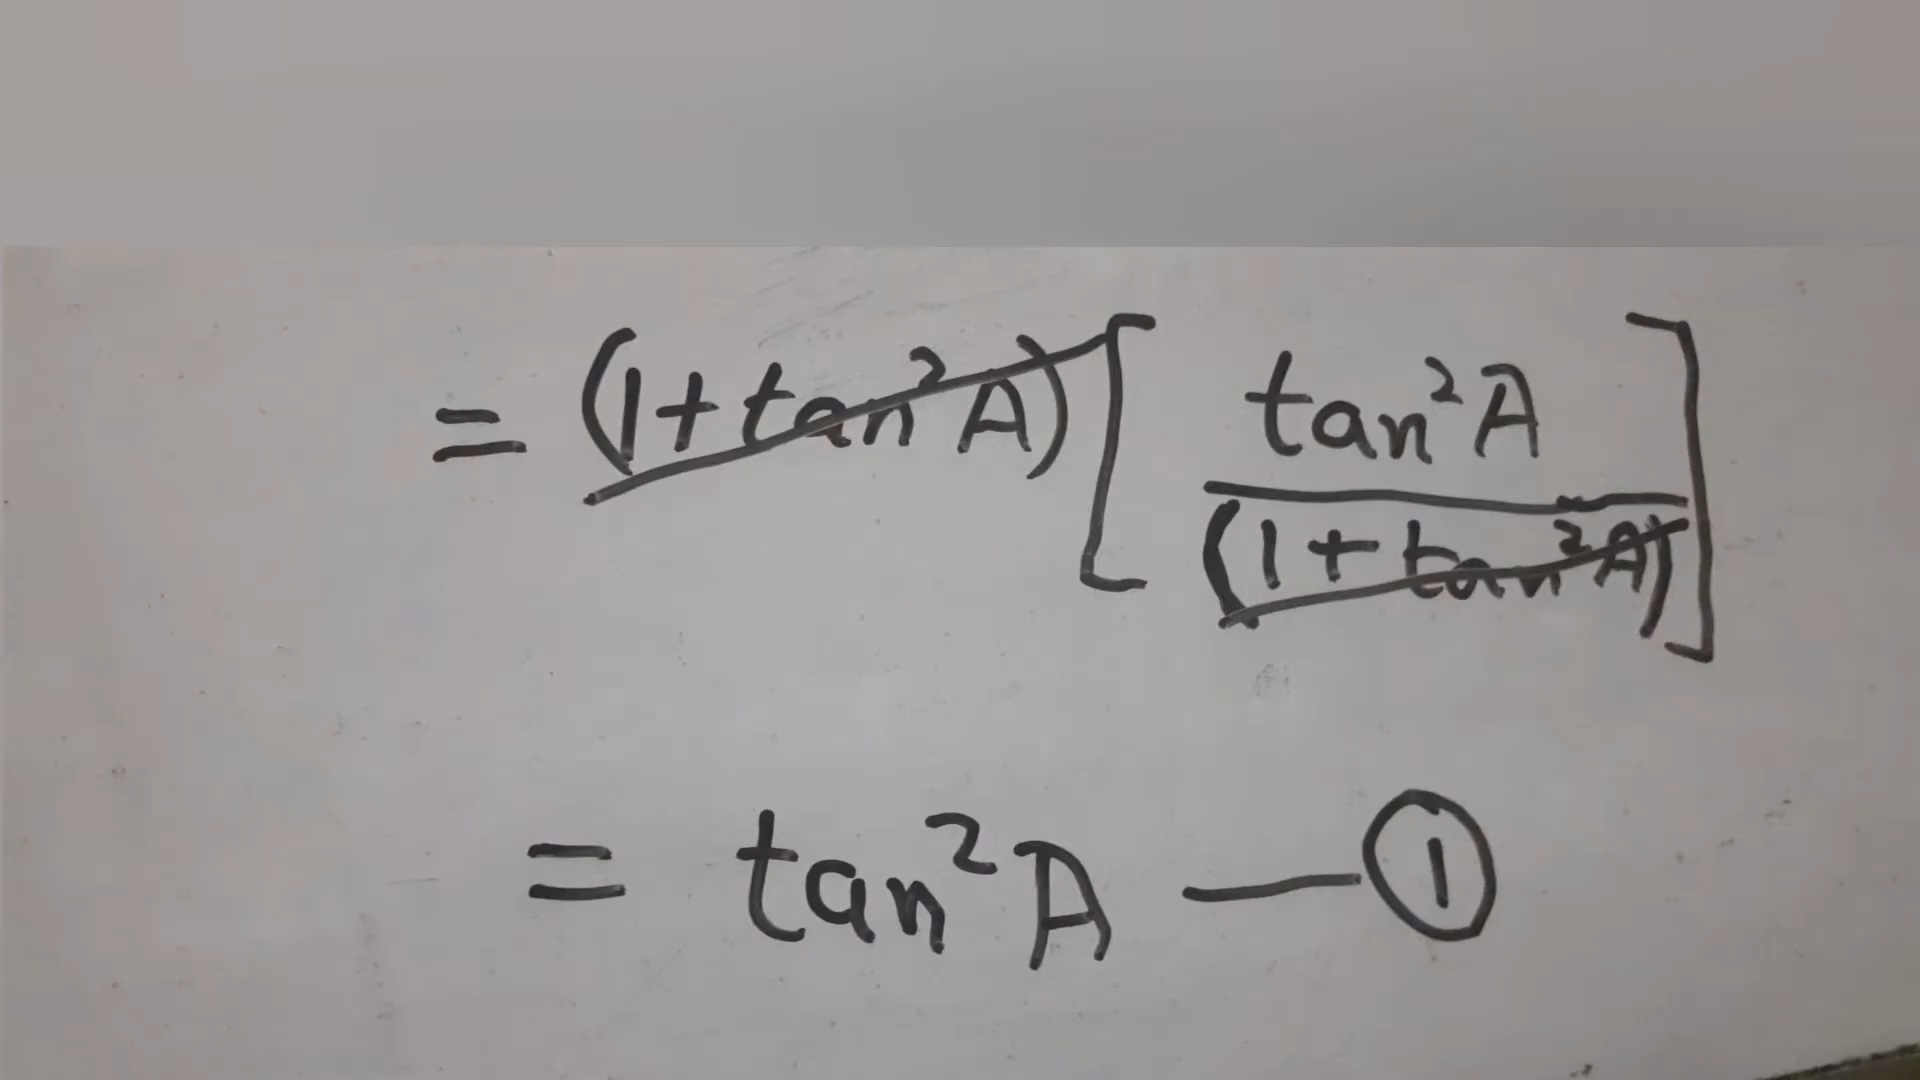 = (1 + tan²A) [ tan²A / (1 + tan²A) ]
= tan²A — ①